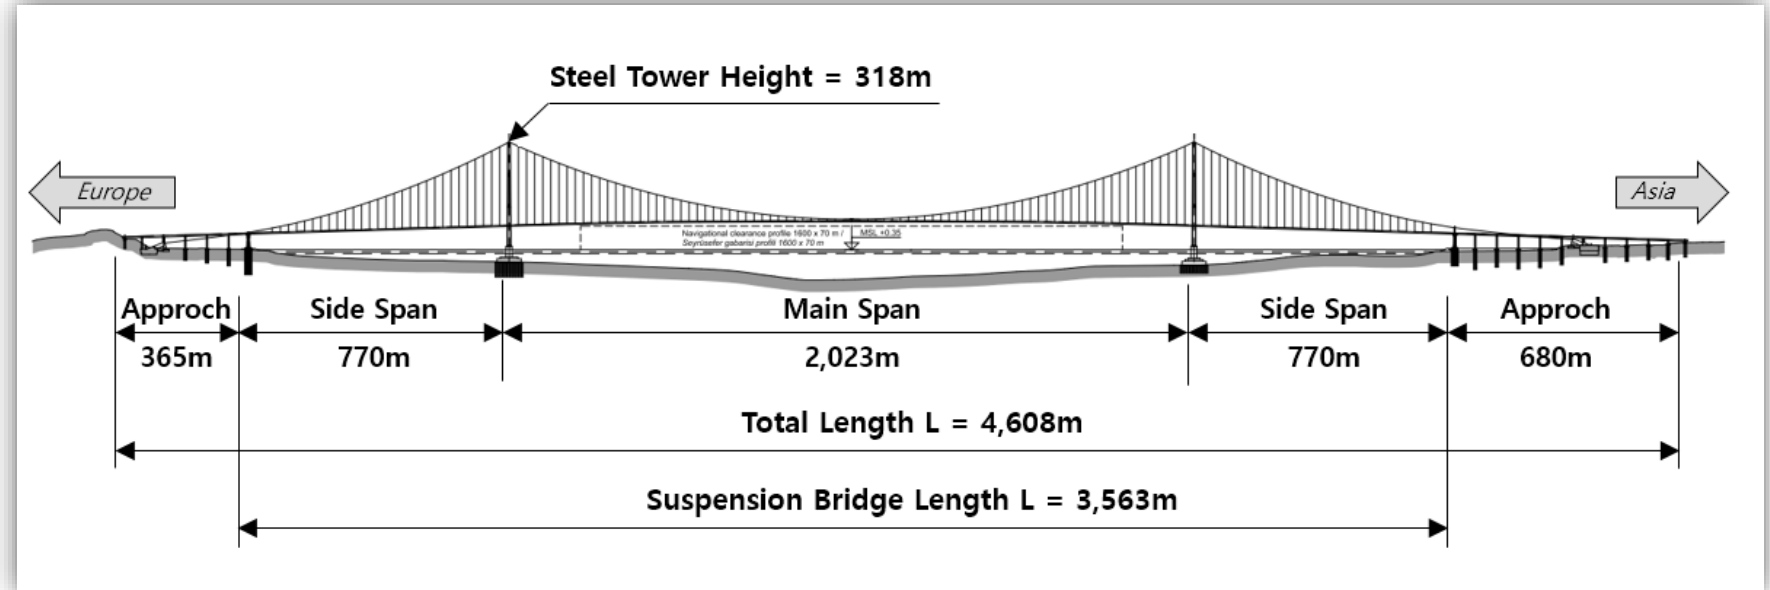 Steel Tower Height = 318m
Europe
Asia
Navigational clearance profile 1600 x 70 m /
MSL +0.35
Seyrüsefer gabarisi profili 1600 x 70 m
Approch
Side Span
Main Span
Side Span
Approch
365m
770m
2,023m
770m
680m
Total Length L = 4,608m
Suspension Bridge Length L = 3,563m